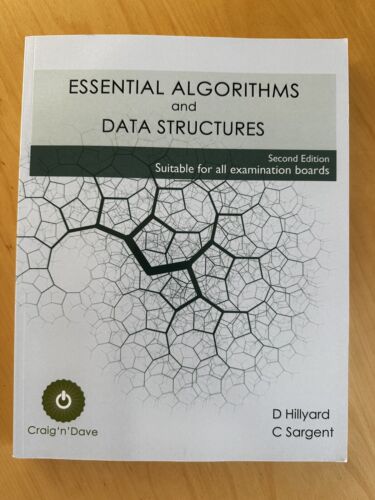 ESSENTIAL ALGORITHMS
and
DATA STRUCTURES
Second Edition
Suitable for all examination boards
Craig'n'Dave
D Hillyard
C Sargent